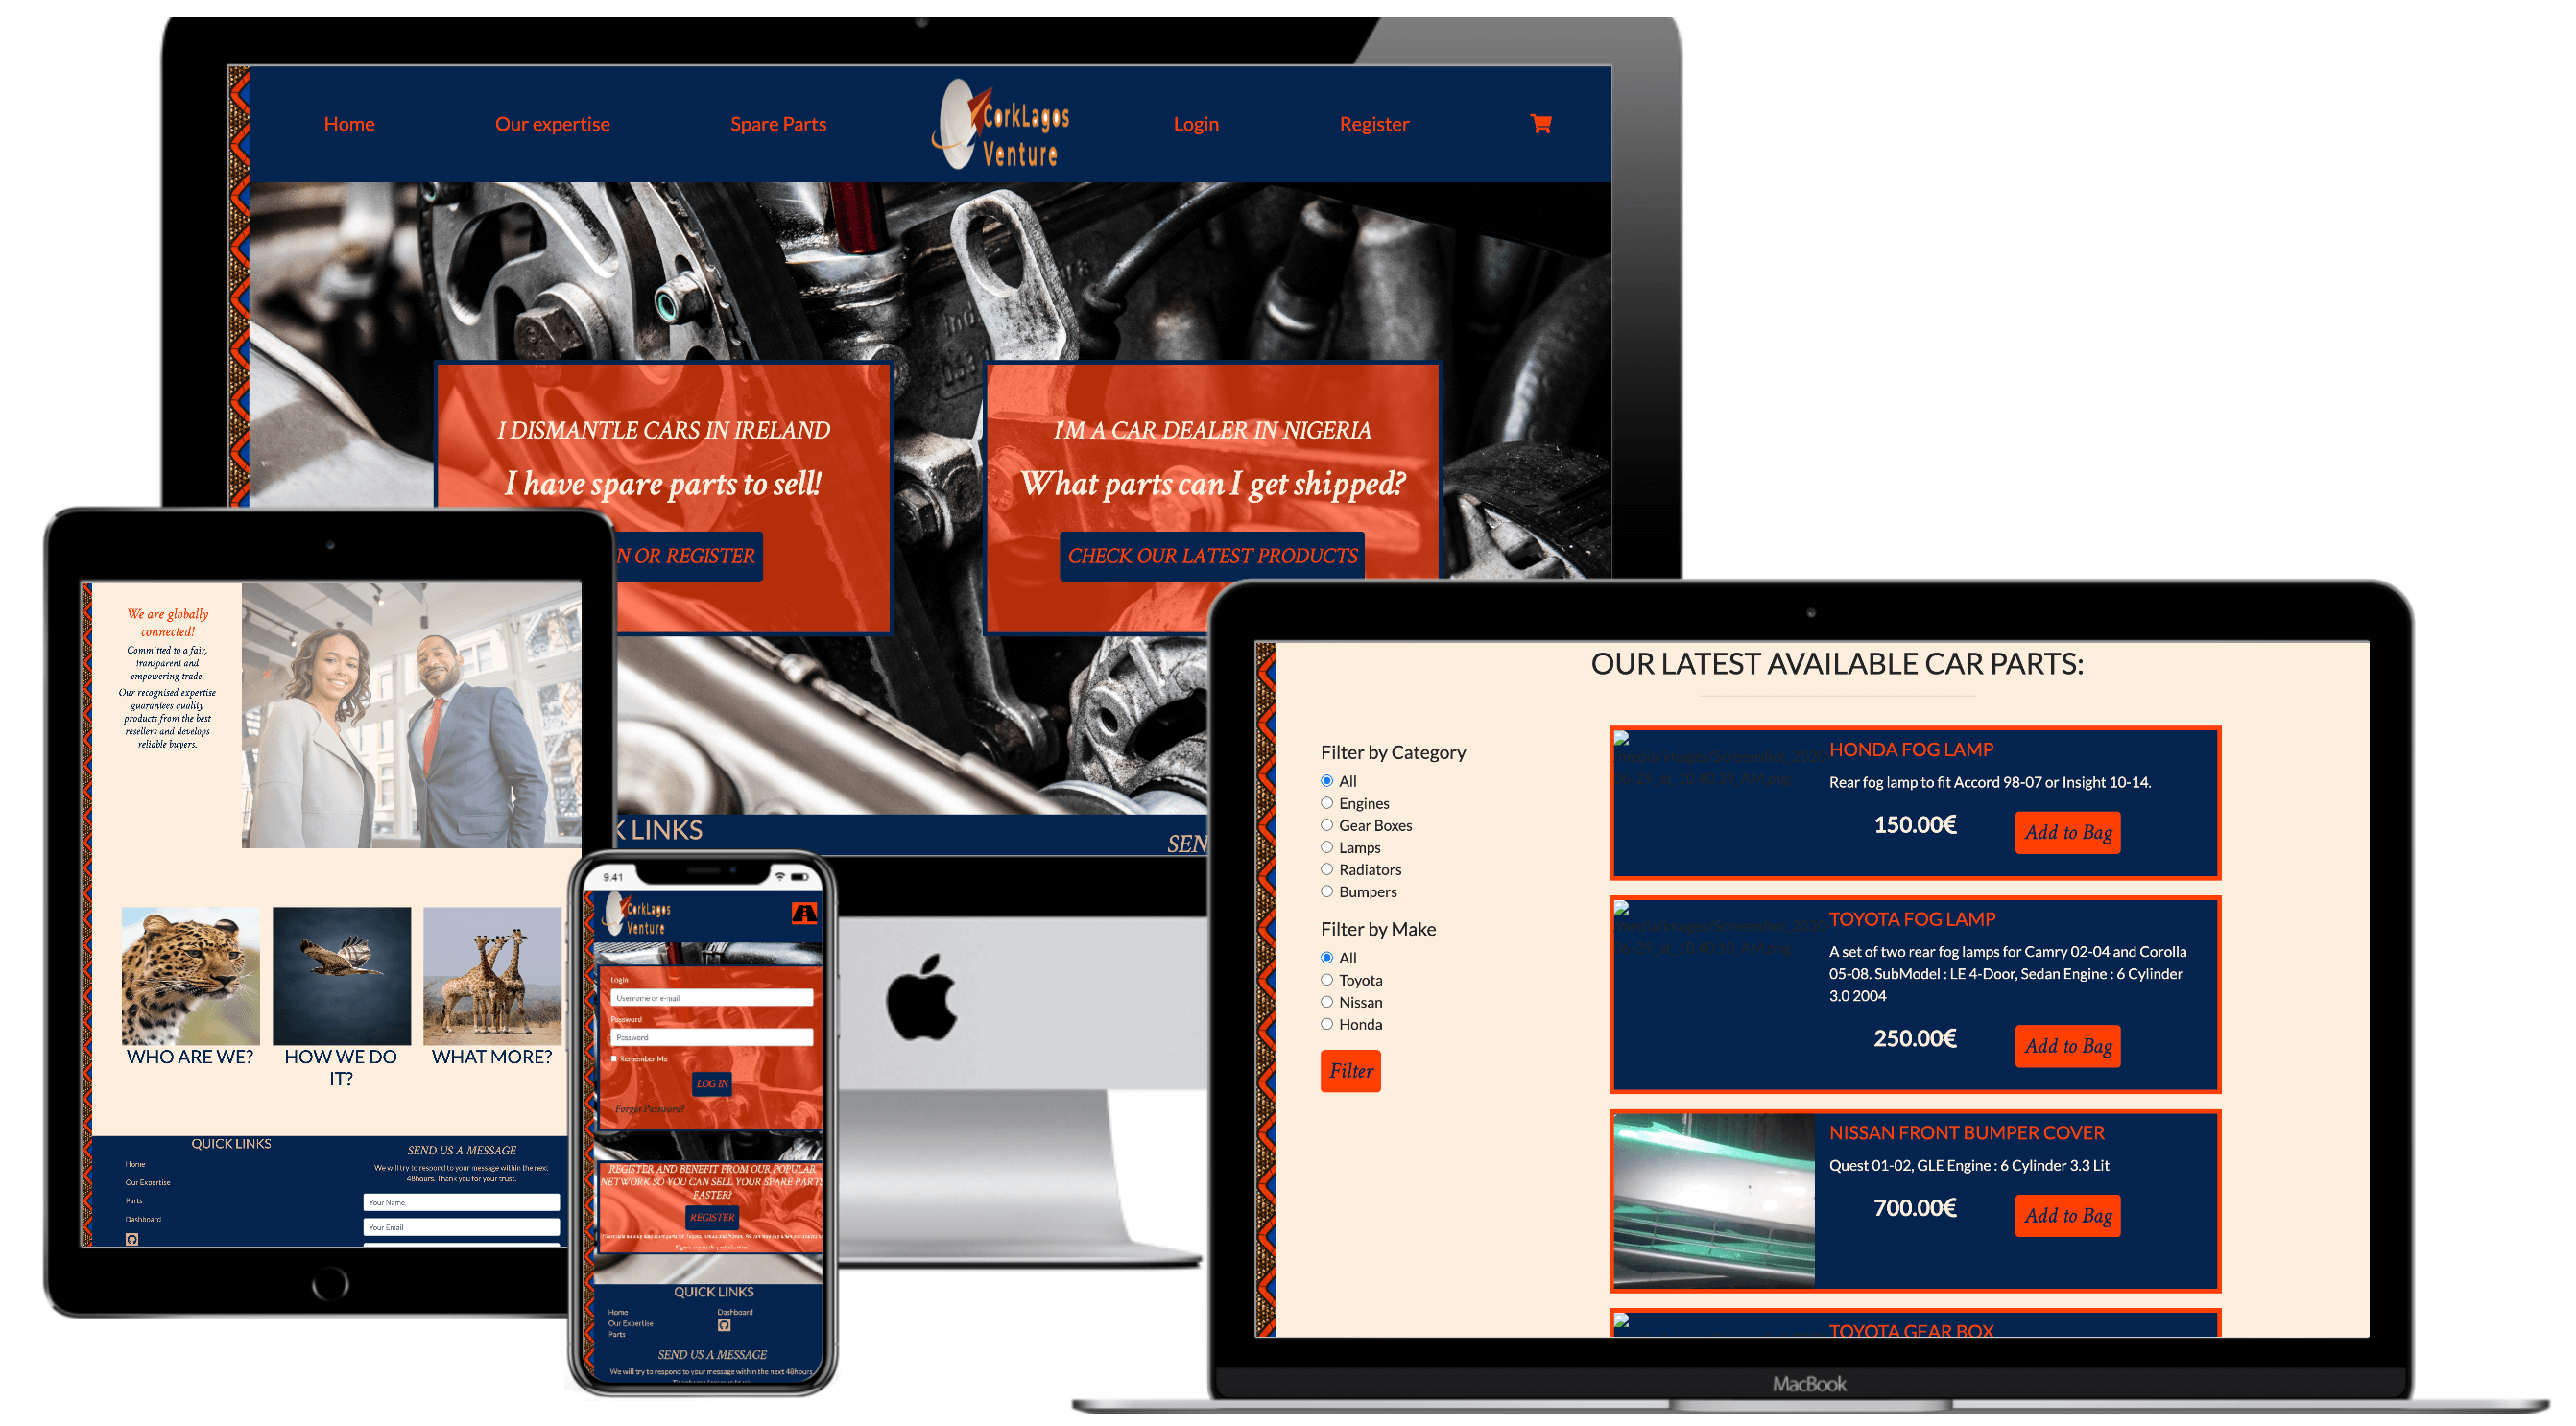 Home
Our expertise
Spare Parts
CorkLagos
Venture
Login
Register
I DISMANTLE CARS IN IRELAND
I have spare parts to sell!
N OR REGISTER
I'M A CAR DEALER IN NIGERIA
What parts can I get shipped?
CHECK OUR LATEST PRODUCTS
K LINKS
SEN
We are globally
connected!
Committed to a fair,
transparent and
empowering trade.
Our recognised expertise
guarantees quality
products from the best
resellers and develops
reliable buyers.
WHO ARE WE?
HOW WE DO
IT?
WHAT MORE?
QUICK LINKS
Home
Our Expertise
Parts
Dashboard
SEND US A MESSAGE
We will try to respond to your message within the next
48hours. Thank you for your trust.
Your Name
Your Email
9.41
CorkLagos
Venture
Login
Username or e-mail
Password
Password
Remember Me
LOG IN
Forgot Password?
REGISTER AND BENEFIT FROM OUR POPULAR
NETWORK SO YOU CAN SELL YOUR SPARE PARTS
FASTER?
REGISTER
QUICK LINKS
Home
Our Expertise
Parts
Dashboard
SEND US A MESSAGE
We will try to respond to your message within the next 48hours.
OUR LATEST AVAILABLE CAR PARTS:
Filter by Category
All
Engines
Gear Boxes
Lamps
Radiators
Bumpers
Filter by Make
All
Toyota
Nissan
Honda
Filter
HONDA FOG LAMP
Rear fog lamp to fit Accord 98-07 or Insight 10-14.
150.00€
Add to Bag
TOYOTA FOG LAMP
A set of two rear fog lamps for Camry 02-04 and Corolla
05-08. SubModel : LE 4-Door, Sedan Engine : 6 Cylinder
3.0 2004
250.00€
Add to Bag
NISSAN FRONT BUMPER COVER
Quest 01-02, GLE Engine : 6 Cylinder 3.3 Lit
700.00€
Add to Bag
TOYOTA GEAR BOX
MacBook